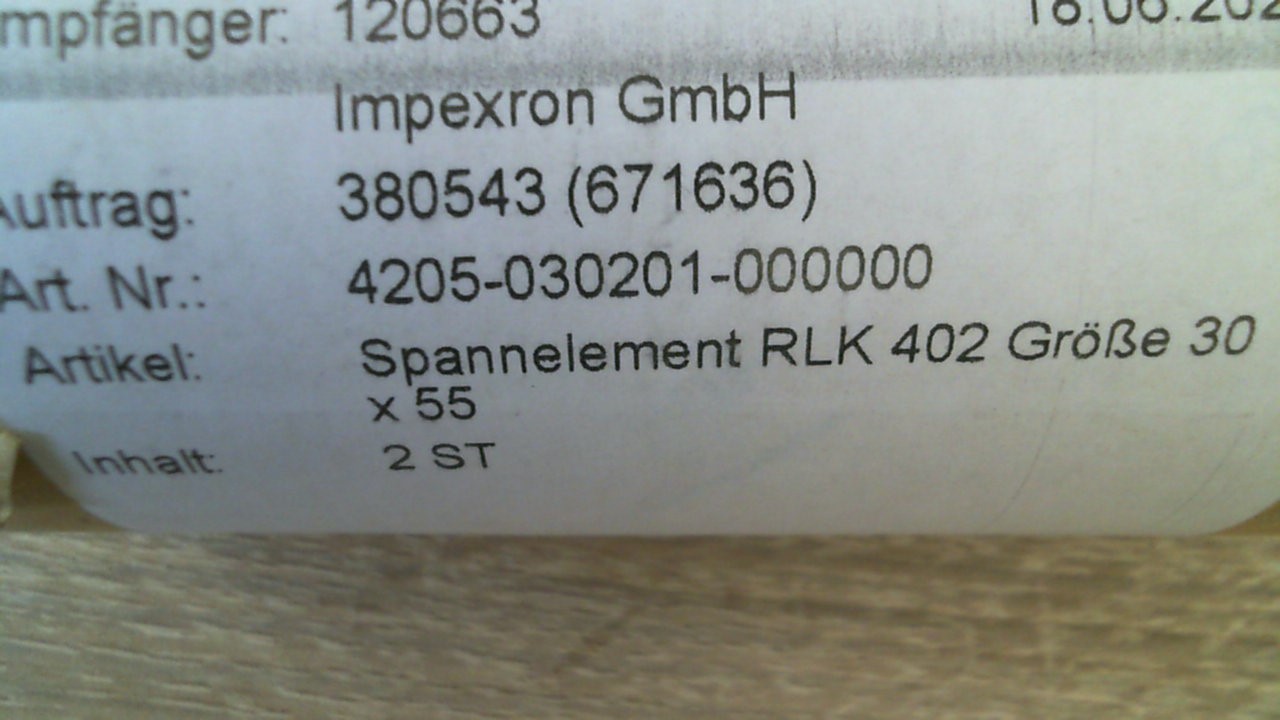 mpfänger: 120663
Impexron GmbH
Auftrag: 380543 (671636)
Art. Nr.: 4205-030201-000000
Artikel: Spannelement RLK 402 Größe 30
x 55
Inhalt: 2 ST